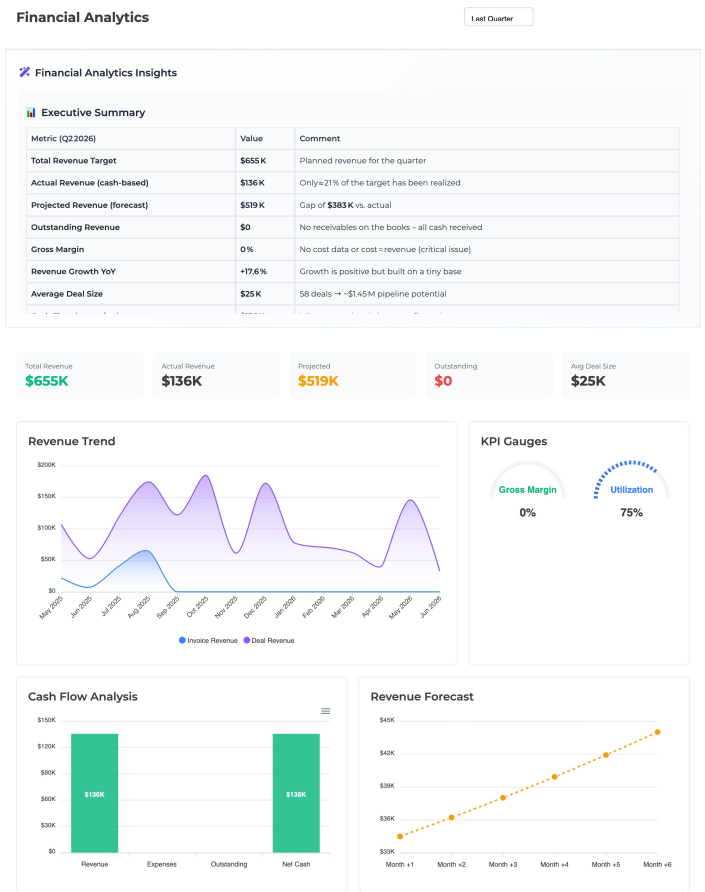 Financial Analytics
Last Quarter
Financial Analytics Insights
Executive Summary
Metric (Q2 2026) Value Comment
Total Revenue Target $655 K Planned revenue for the quarter
Actual Revenue (cash-based) $136 K Only≈21% of the target has been realized
Projected Revenue (forecast) $519 K Gap of $383 K vs. actual
Outstanding Revenue $0 No receivables on the books – all cash received
Gross Margin 0 % No cost data or cost=revenue (critical issue)
Revenue Growth YoY +17.6 % Growth is positive but built on a tiny base
Average Deal Size $25 K 58 deals → ~$1.45 M pipeline potential
Total Revenue Actual Revenue Projected Outstanding Avg Deal Size
$655K $136K $519K $0 $25K
Revenue Trend
$200K
$150K
$100K
$50K
$0
May 2025 Jun 2025 Jul 2025 Aug 2025 Sep 2025 Oct 2025 Nov 2025 Dec 2025 Jan 2026 Feb 2026 Mar 2026 Apr 2026 May 2026 Jun 2026
Invoice Revenue Deal Revenue
KPI Gauges
Gross Margin Utilization
0% 75%
Cash Flow Analysis
$150K
$120K
$90K
$60K
$30K
$0
$136K $136K
Revenue Expenses Outstanding Net Cash
Revenue Forecast
$45K
$42K
$39K
$36K
$33K
Month +1 Month +2 Month +3 Month +4 Month +5 Month +6